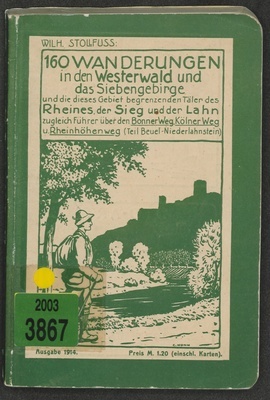 WILH. STOLLFUSS:
160 WANDERUNGEN
in den Westerwald und
das Siebengebirge
und die dieses Gebiet begrenzenden Täler des
Rheines, der Sieg und der Lahn
zugleich Führer über den Bonner Weg, Kölner Weg
u. Rheinhöhenweg (Teil Beuel-Niederlahnstein)
2003
3867
Ausgabe 1914.
Preis M. 1.20 (einschl. Karten).